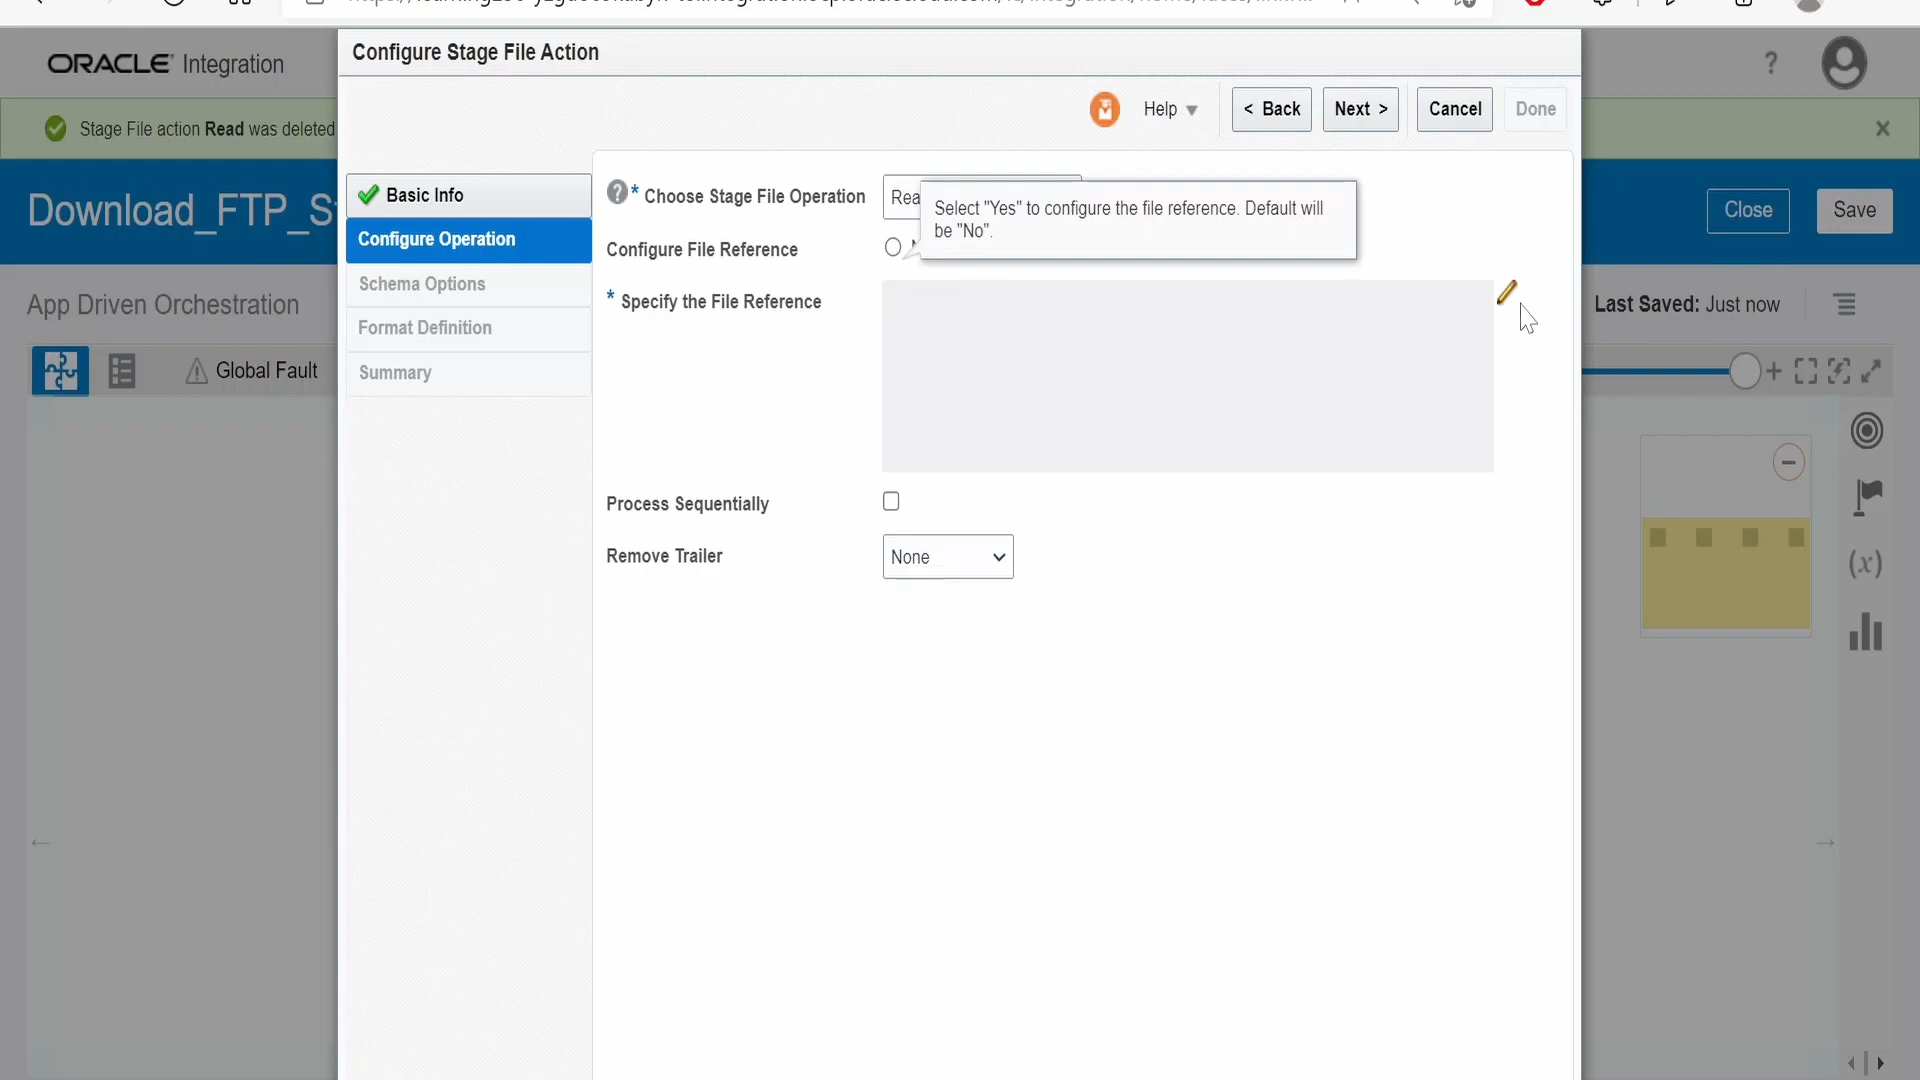 Configure Stage File Action
ORACLE Integration
?
Help
< Back
Next >
Cancel
Done
Stage File action Read was deleted
Basic Info
Configure Operation
Schema Options
Format Definition
Summary
? * Choose Stage File Operation
Rea
Select "Yes" to configure the file reference. Default will
be "No".
Configure File Reference
* Specify the File Reference
Process Sequentially
Remove Trailer
None
Download_FTP_S
Close
Save
App Driven Orchestration
Last Saved: Just now
Global Fault
(x)